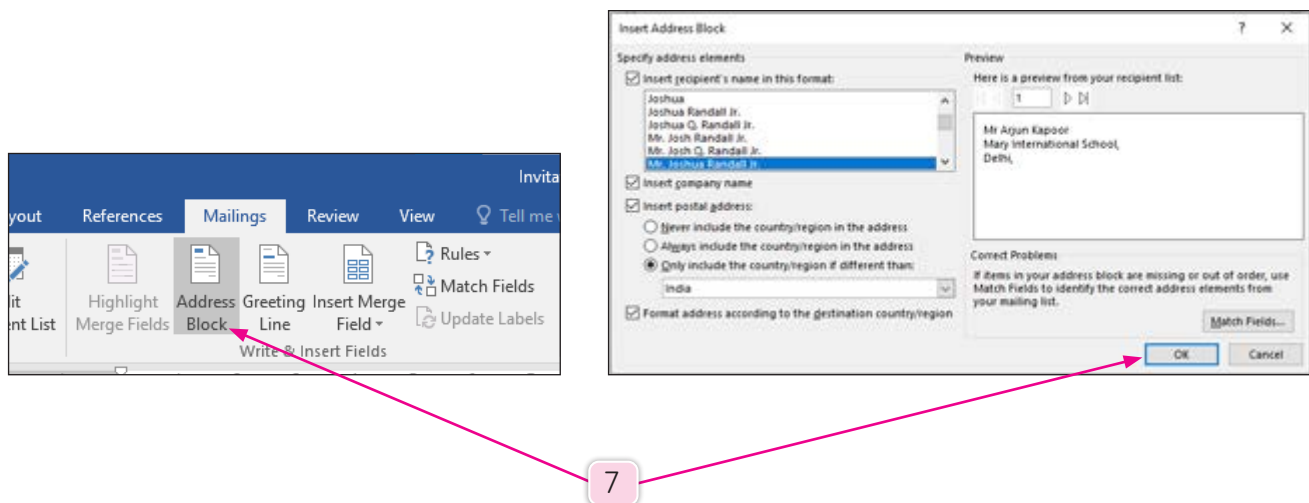 Invita
yout References Mailings Review View Tell me
Highlight Merge Fields
Address Block
Greeting Line
Insert Merge Field
Rules
Match Fields
Update Labels
it
nt List
Write & Insert Fields
Insert Address Block ? X
Specify address elements
Insert recipient's name in this format:
Joshua
Joshua Randall Jr.
Joshua Q. Randall Jr.
Mr. Josh Randall Jr.
Mr. Josh Q. Randall Jr.
Mr. Joshua Randall Jr.
Insert company name
Insert postal address:
Never include the country/region in the address
Always include the country/region in the address
Only include the country/region if different than:
India
Format address according to the destination country/region
Preview
Here is a preview from your recipient list:
1
Mr Arjun Kapoor
Mary International School,
Delhi,
Correct Problems
If items in your address block are missing or out of order, use
Match Fields to identify the correct address elements from
your mailing list.
Match Fields...
OK Cancel
7